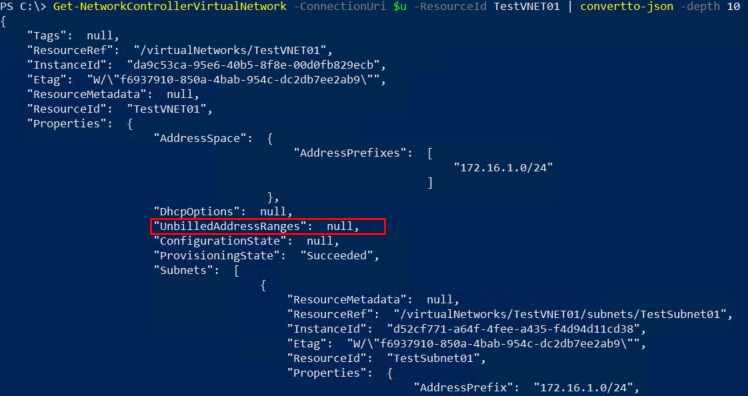 PS C:\> Get-NetworkControllerVirtualNetwork -ConnectionUri $u -ResourceId TestVNET01 | convertto-json -depth 10
{
"Tags": null,
"ResourceRef": "/virtualNetworks/TestVNET01",
"InstanceId": "da9c53ca-95e6-40b5-8f8e-00d0fb829ecb",
"Etag": "W/\"f6937910-850a-4bab-954c-dc2db7ee2ab9\"",
"ResourceMetadata": null,
"ResourceId": "TestVNET01",
"Properties": {
"AddressSpace": {
"AddressPrefixes": [
"172.16.1.0/24"
]
},
"DhcpOptions": null,
"UnbilledAddressRanges": null,
"ConfigurationState": null,
"ProvisioningState": "Succeeded",
"Subnets": [
{
"ResourceMetadata": null,
"ResourceRef": "/virtualNetworks/TestVNET01/subnets/TestSubnet01",
"InstanceId": "d52cf771-a64f-4fee-a435-f4d94d11cd38",
"Etag": "W/\"f6937910-850a-4bab-954c-dc2db7ee2ab9\"",
"ResourceId": "TestSubnet01",
"Properties": {
"AddressPrefix": "172.16.1.0/24",